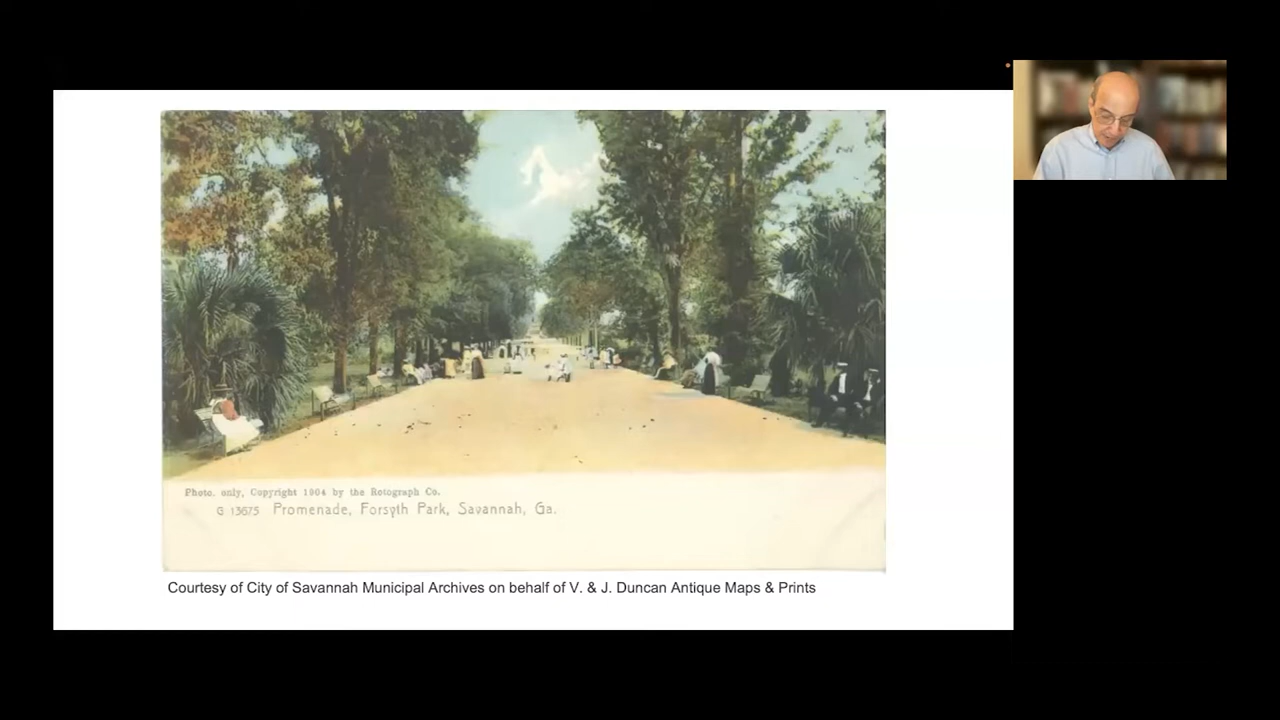 Photo. only, Copyright 1904 by the Rotograph Co.
G 13675 Promenade, Forsyth Park, Savannah, Ga.
Courtesy of City of Savannah Municipal Archives on behalf of V. & J. Duncan Antique Maps & Prints